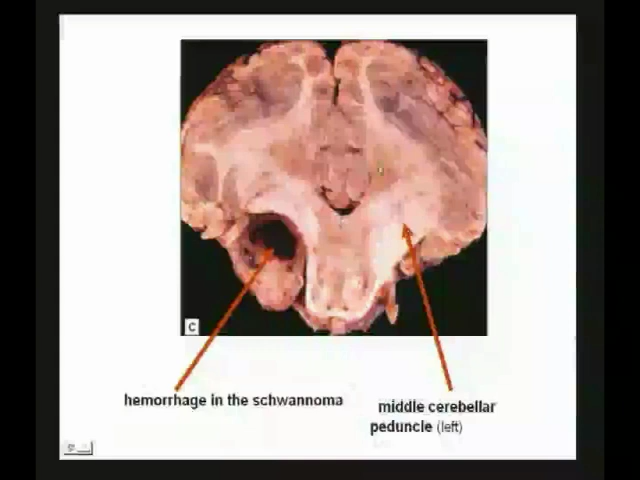 C
hemorrhage in the schwannoma
middle cerebellar
peduncle (left)